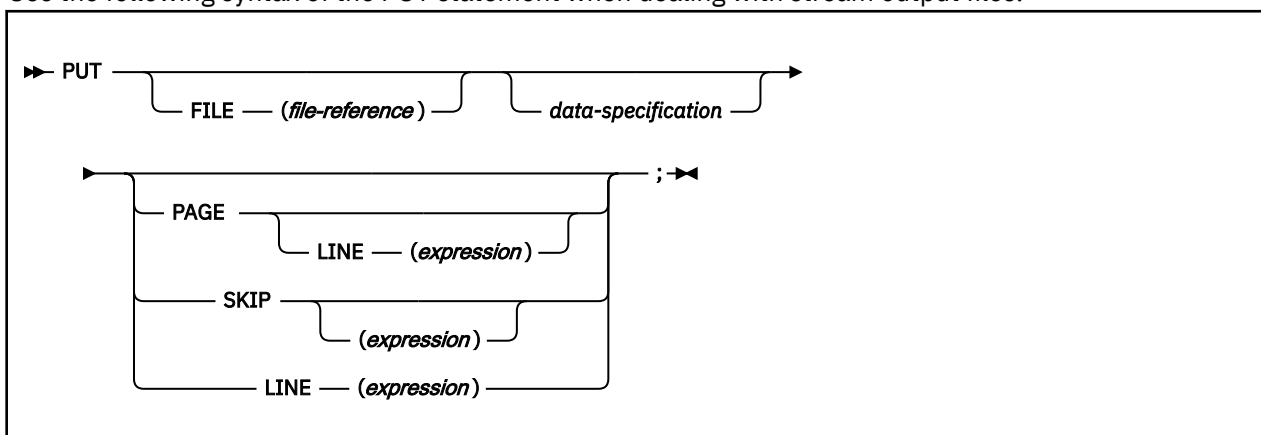 Use the following syntax of the PUT statement when dealing with stream output files:
PUT
FILE (file-reference) data-specification
;
PAGE
LINE (expression)
SKIP
(expression)
LINE (expression)